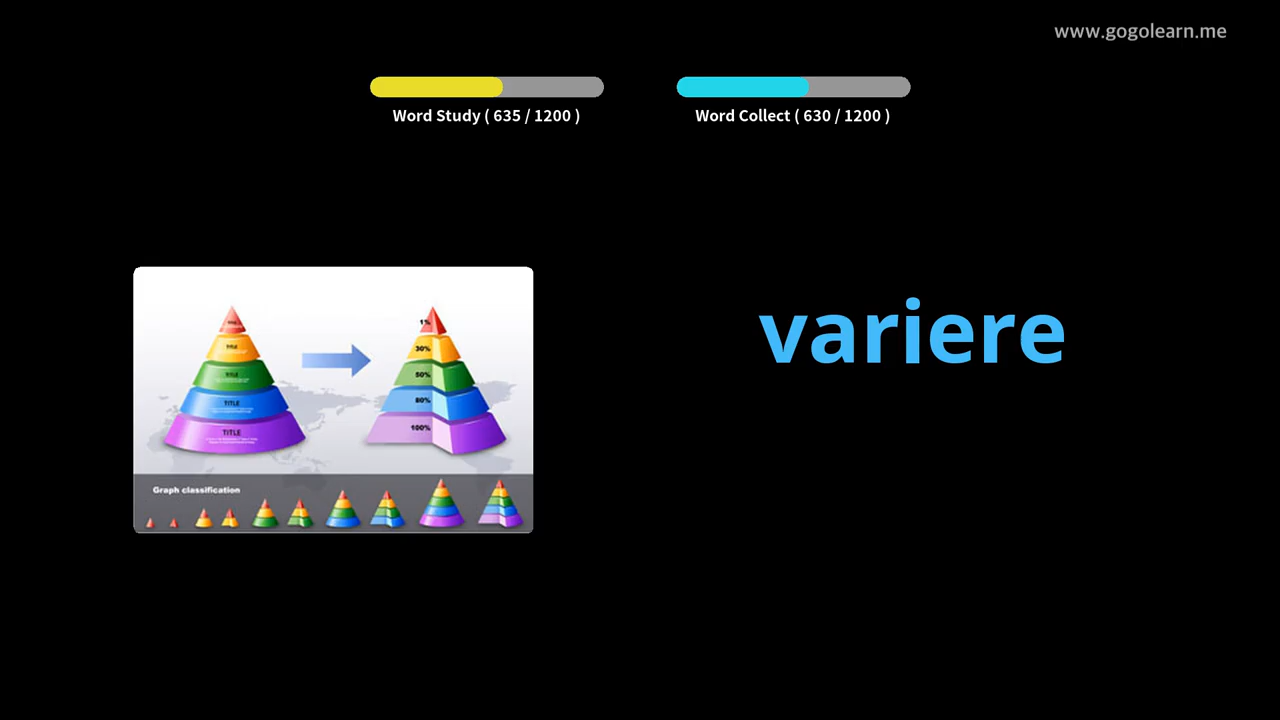 www.gogolearn.me
Word Study ( 635 / 1200 )
Word Collect ( 630 / 1200 )
variere
TITLE
TITLE
TITLE
TITLE
TITLE
1%
30%
50%
80%
100%
Graph classification